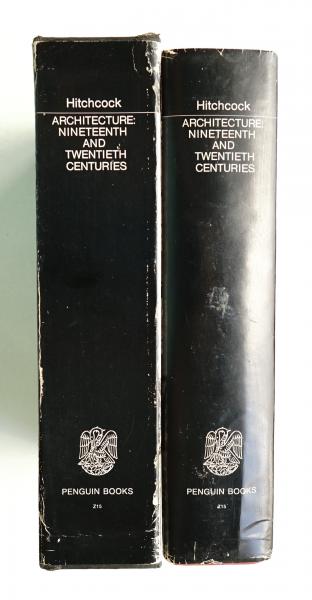 Hitchcock
ARCHITECTURE:
NINETEENTH
AND
TWENTIETH
CENTURIES
PENGUIN BOOKS
Z15
Hitchcock
ARCHITECTURE:
NINETEENTH
AND
TWENTIETH
CENTURIES
PENGUIN BOOKS
Z15